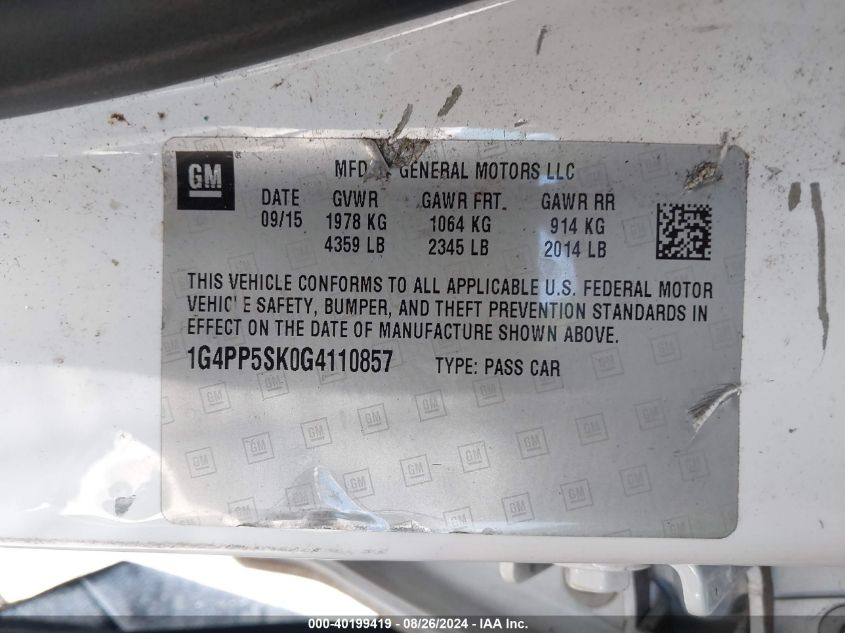 GM
MFD GENERAL MOTORS LLC
DATE GVWR GAWR FRT. GAWR RR
09/15 1978 KG 1064 KG 914 KG
4359 LB 2345 LB 2014 LB
THIS VEHICLE CONFORMS TO ALL APPLICABLE U.S. FEDERAL MOTOR
VEHIC'E SAFETY, BUMPER, AND THEFT PREVENTION STANDARDS IN
EFFECT ON THE DATE OF MANUFACTURE SHOWN ABOVE.
1G4PP5SK0G4110857 TYPE: PASS CAR
000-40199419 - 08/26/2024 - IAA Inc.